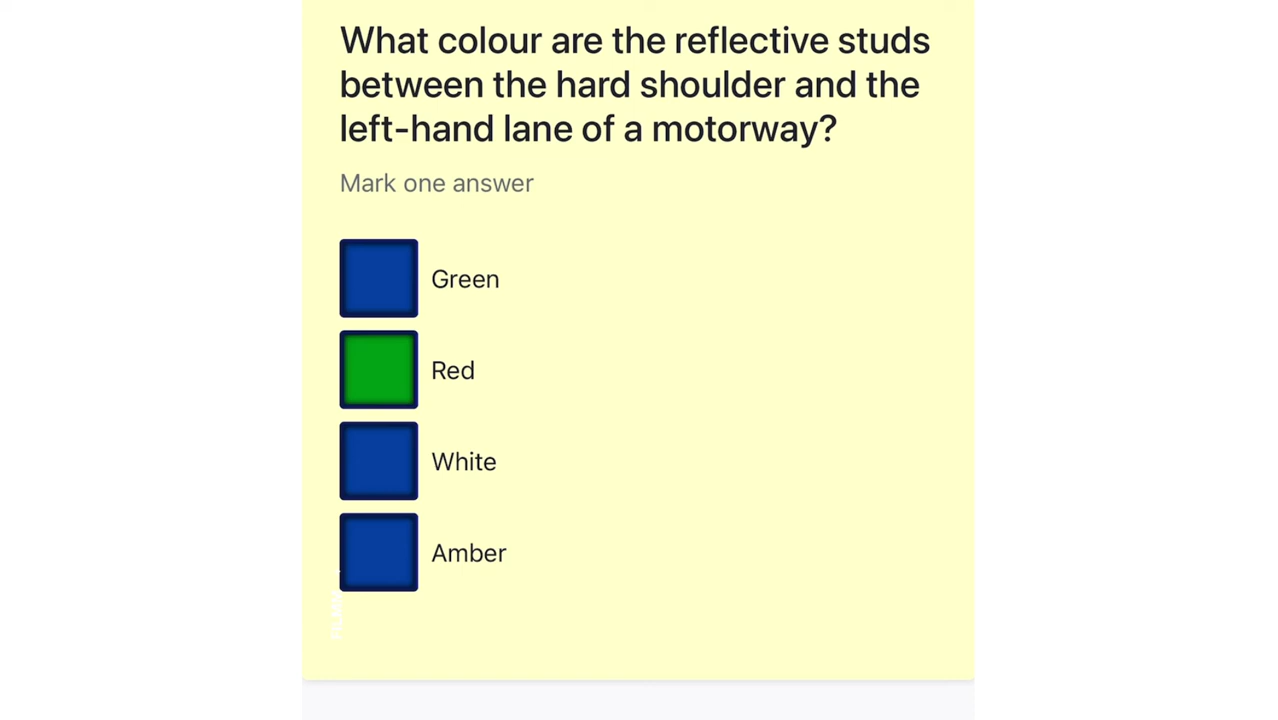 What colour are the reflective studs
between the hard shoulder and the
left-hand lane of a motorway?
Mark one answer
Green
Red
White
Amber